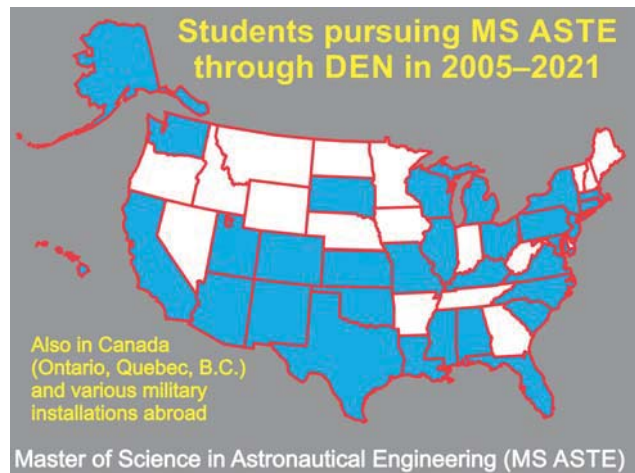 Students pursuing MS ASTE
through DEN in 2005–2021
Also in Canada
(Ontario, Quebec, B.C.)
and various military
installations abroad
Master of Science in Astronautical Engineering (MS ASTE)